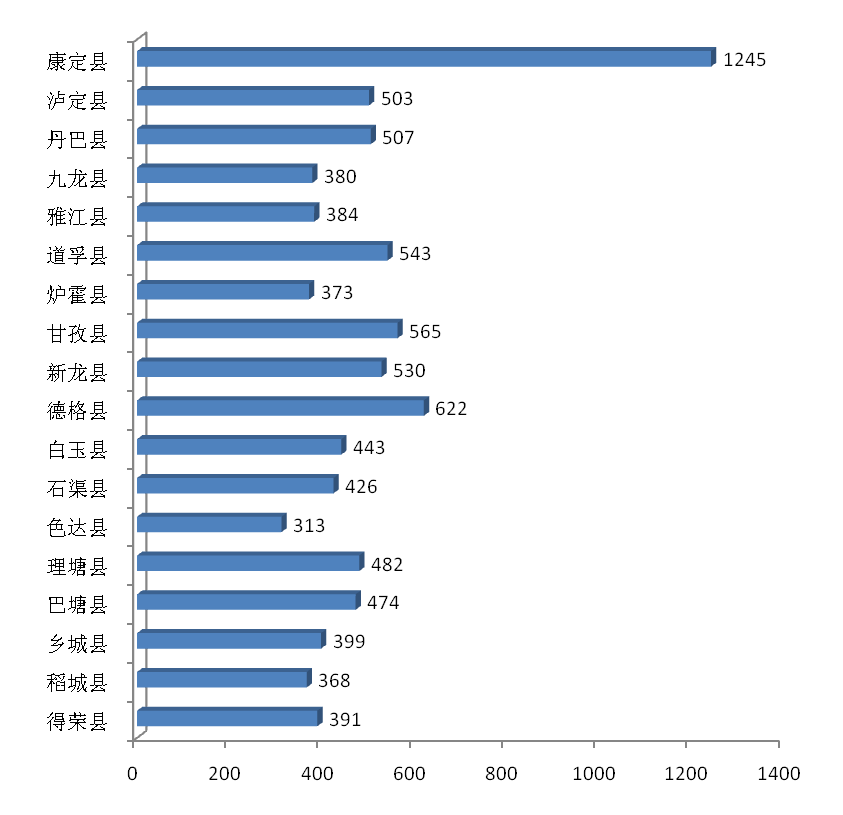 康定县 1245
泸定县 503
丹巴县 507
九龙县 380
雅江县 384
道孚县 543
炉霍县 373
甘孜县 565
新龙县 530
德格县 622
白玉县 443
石渠县 426
色达县 313
理塘县 482
巴塘县 474
乡城县 399
稻城县 368
得荣县 391
0 200 400 600 800 1000 1200 1400